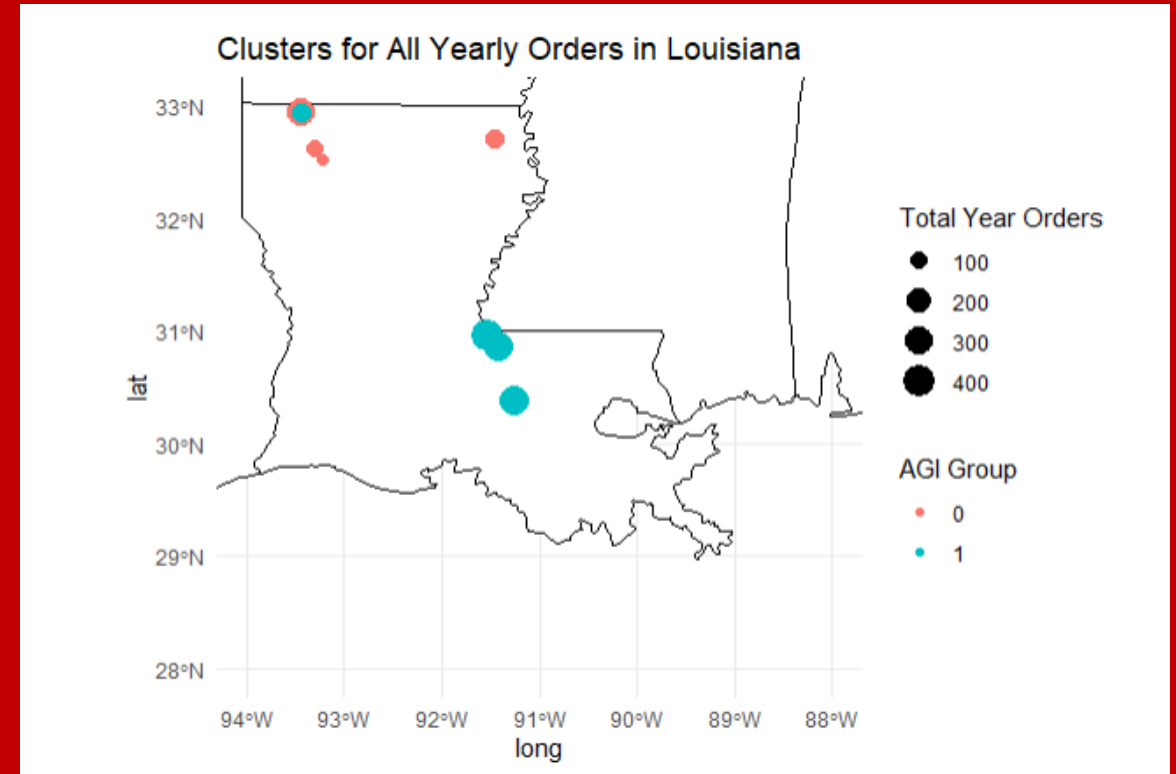 Clusters for All Yearly Orders in Louisiana
33°N
32°N
31°N
30°N
29°N
28°N
lat
94°W 93°W 92°W 91°W 90°W 89°W 88°W
long
Total Year Orders
100
200
300
400
AGI Group
0
1